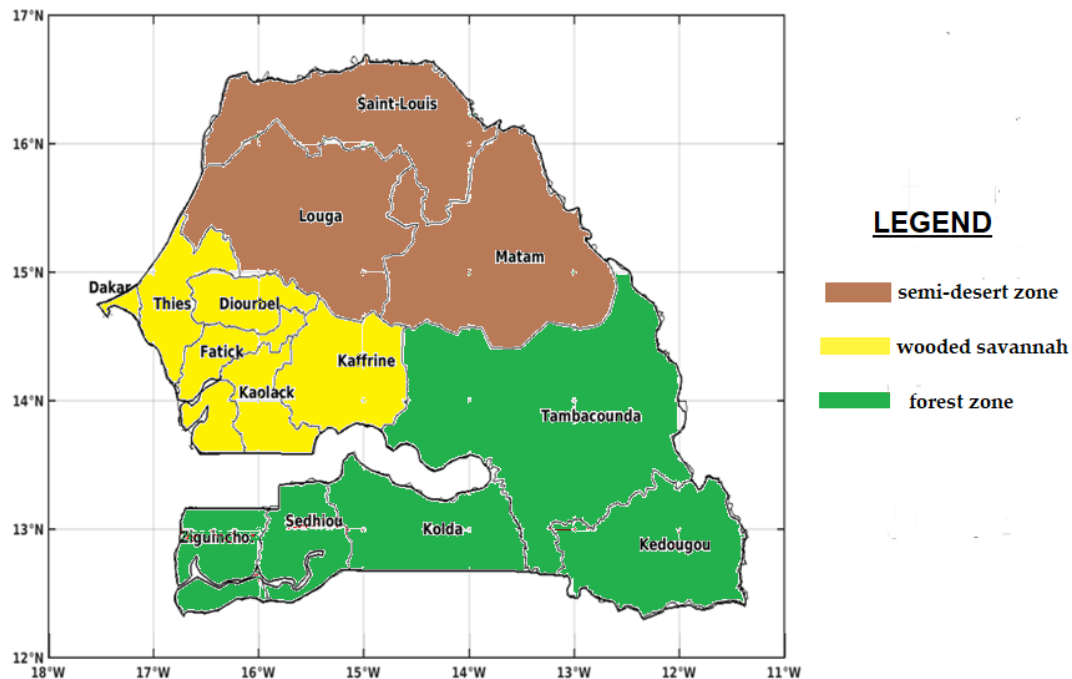 17°N
16°N
15°N
14°N
13°N
12°N
18°W 17°W 16°W 15°W 14°W 13°W 12°W 11°W
Saint-Louis
Louga
Matam
Dakar
Thies
Diourbel
Fatick
Kaffrine
Kaolack
Tambacounda
Sedhiou
Ziguinchor
Kolda
Kedougou
LEGEND
semi-desert zone
wooded savannah
forest zone